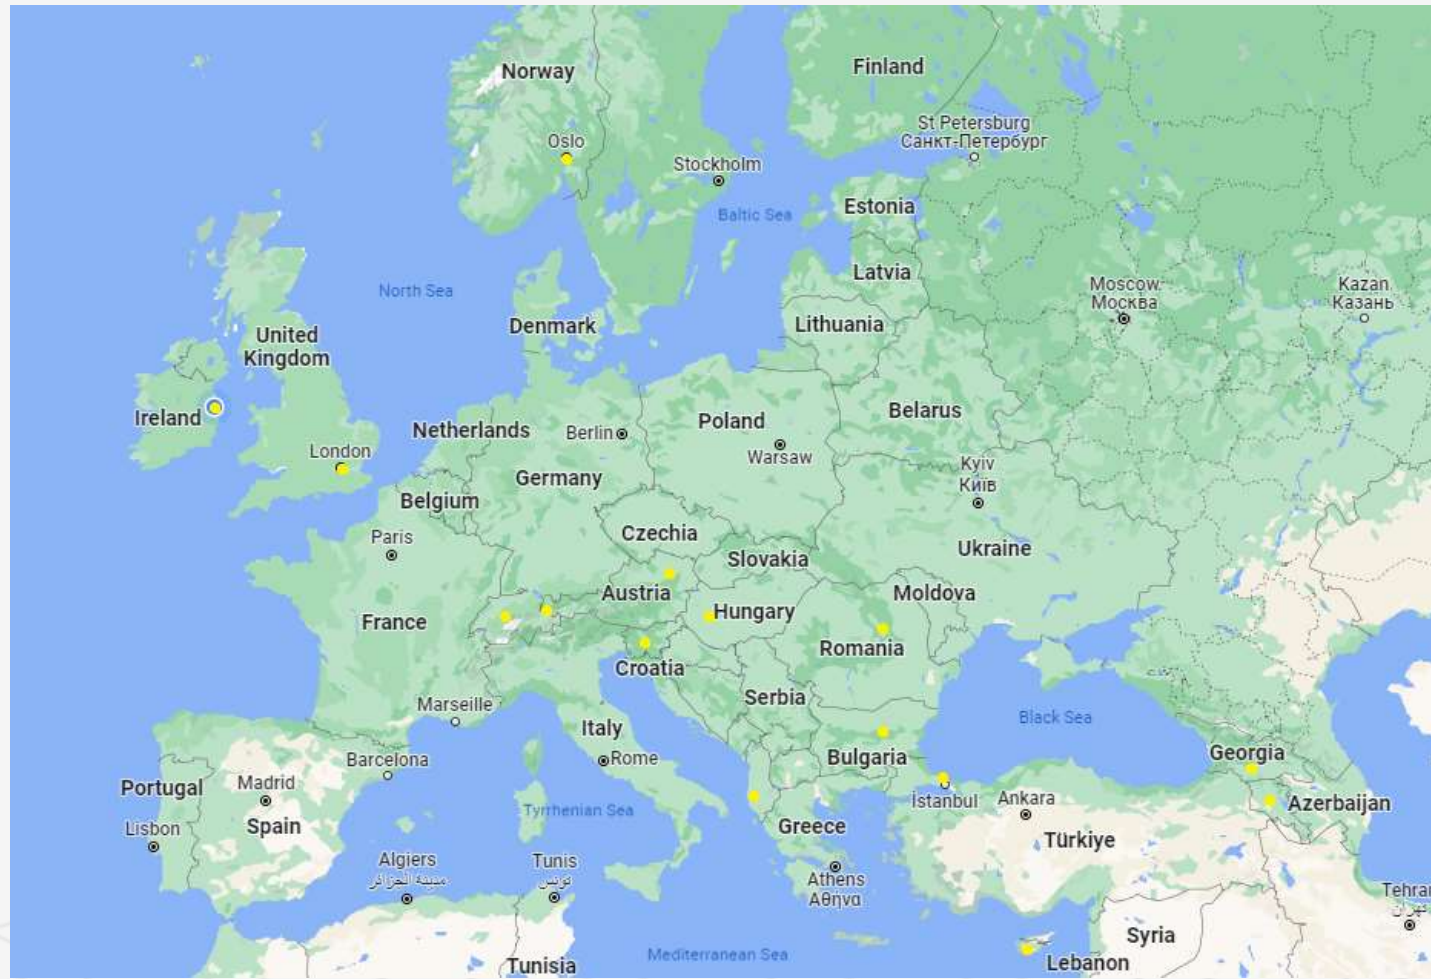 Norway
Finland
St Petersburg
Санкт-Петербург
Oslo
Stockholm
Estonia
Baltic Sea
Latvia
Moscow
Москва
Kazan
Казань
North Sea
United
Kingdom
Denmark
Lithuania
Ireland
Netherlands
Berlin
Poland
Belarus
Warsaw
London
Germany
Kyiv
Київ
Belgium
Paris
Czechia
Slovakia
Ukraine
Austria
Hungary
Moldova
France
Romania
Croatia
Serbia
Marseille
Italy
Black Sea
Rome
Barcelona
Bulgaria
Georgia
Portugal
Madrid
Tyrrhenian Sea
İstanbul
Ankara
Azerbaijan
Lisbon
Spain
Greece
Türkiye
Algiers
مدينة الجزائر
Tunis
تونس
Athens
Αθήνα
Tehran
تهران
Syria
Mediterranean Sea
Lebanon
Tunisia